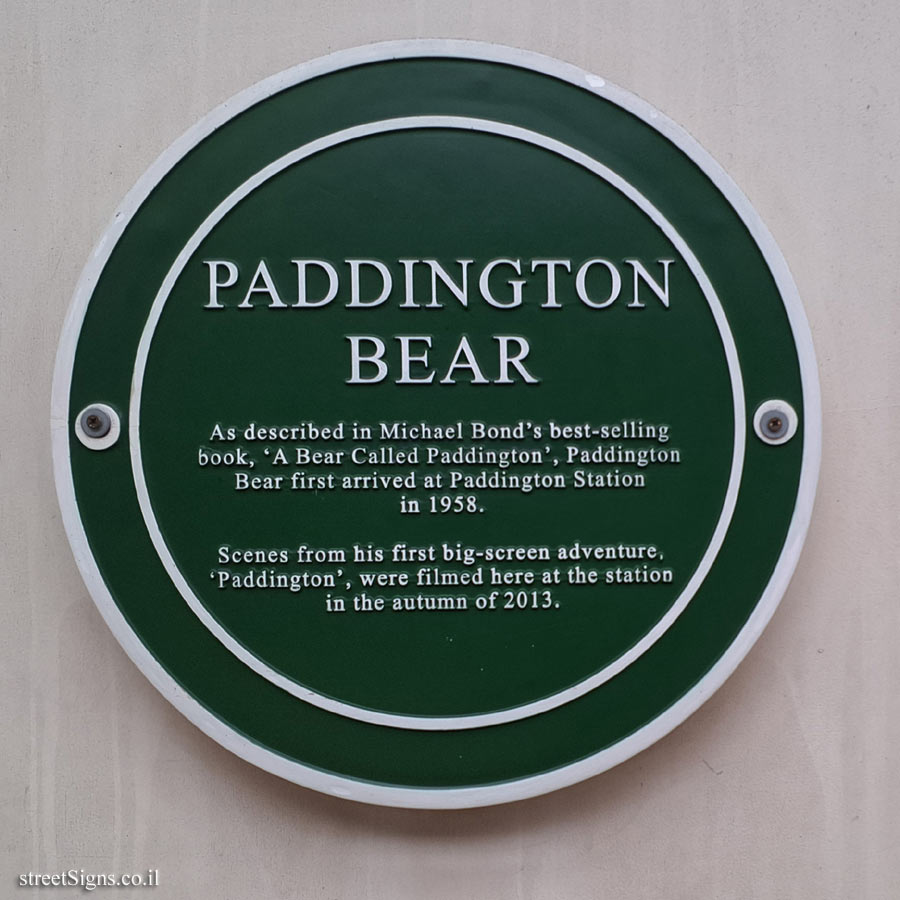 PADDINGTON
BEAR
As described in Michael Bond's best-selling
book, 'A Bear Called Paddington', Paddington
Bear first arrived at Paddington Station
in 1958.
Scenes from his first big-screen adventure,
'Paddington', were filmed here at the station
in the autumn of 2013.
streetSigns.co.il